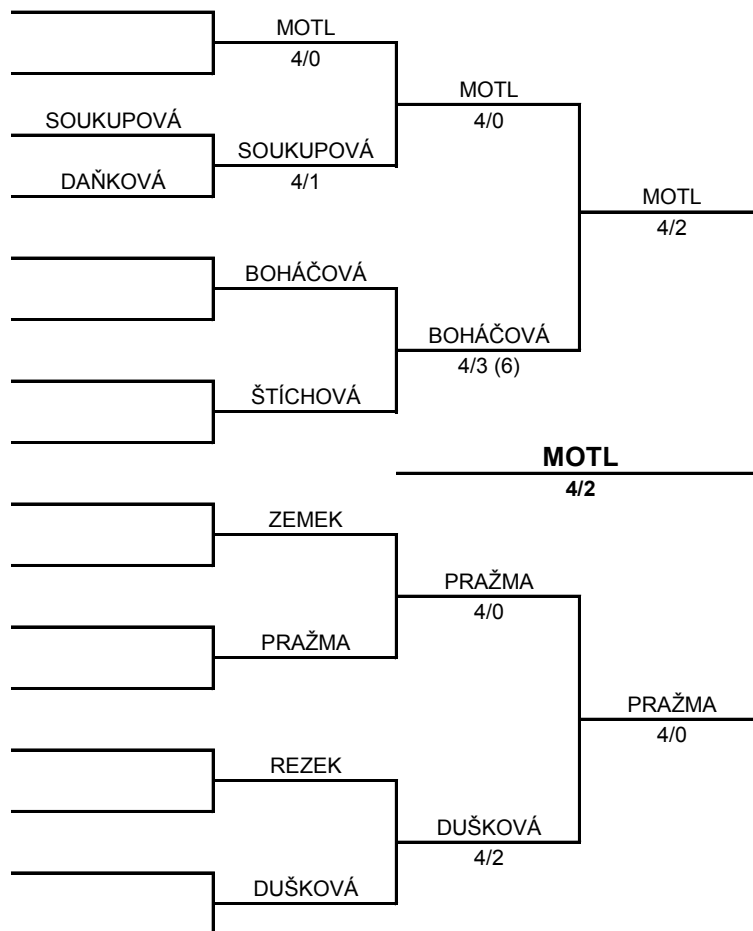 MOTL
4/0
MOTL
4/0
SOUKUPOVÁ
SOUKUPOVÁ
DAŇKOVÁ
4/1
MOTL
4/2
BOHÁČOVÁ
BOHÁČOVÁ
4/3 (6)
ŠTÍCHOVÁ
MOTL
4/2
ZEMEK
PRAŽMA
4/0
PRAŽMA
PRAŽMA
4/0
REZEK
DUŠKOVÁ
4/2
DUŠKOVÁ